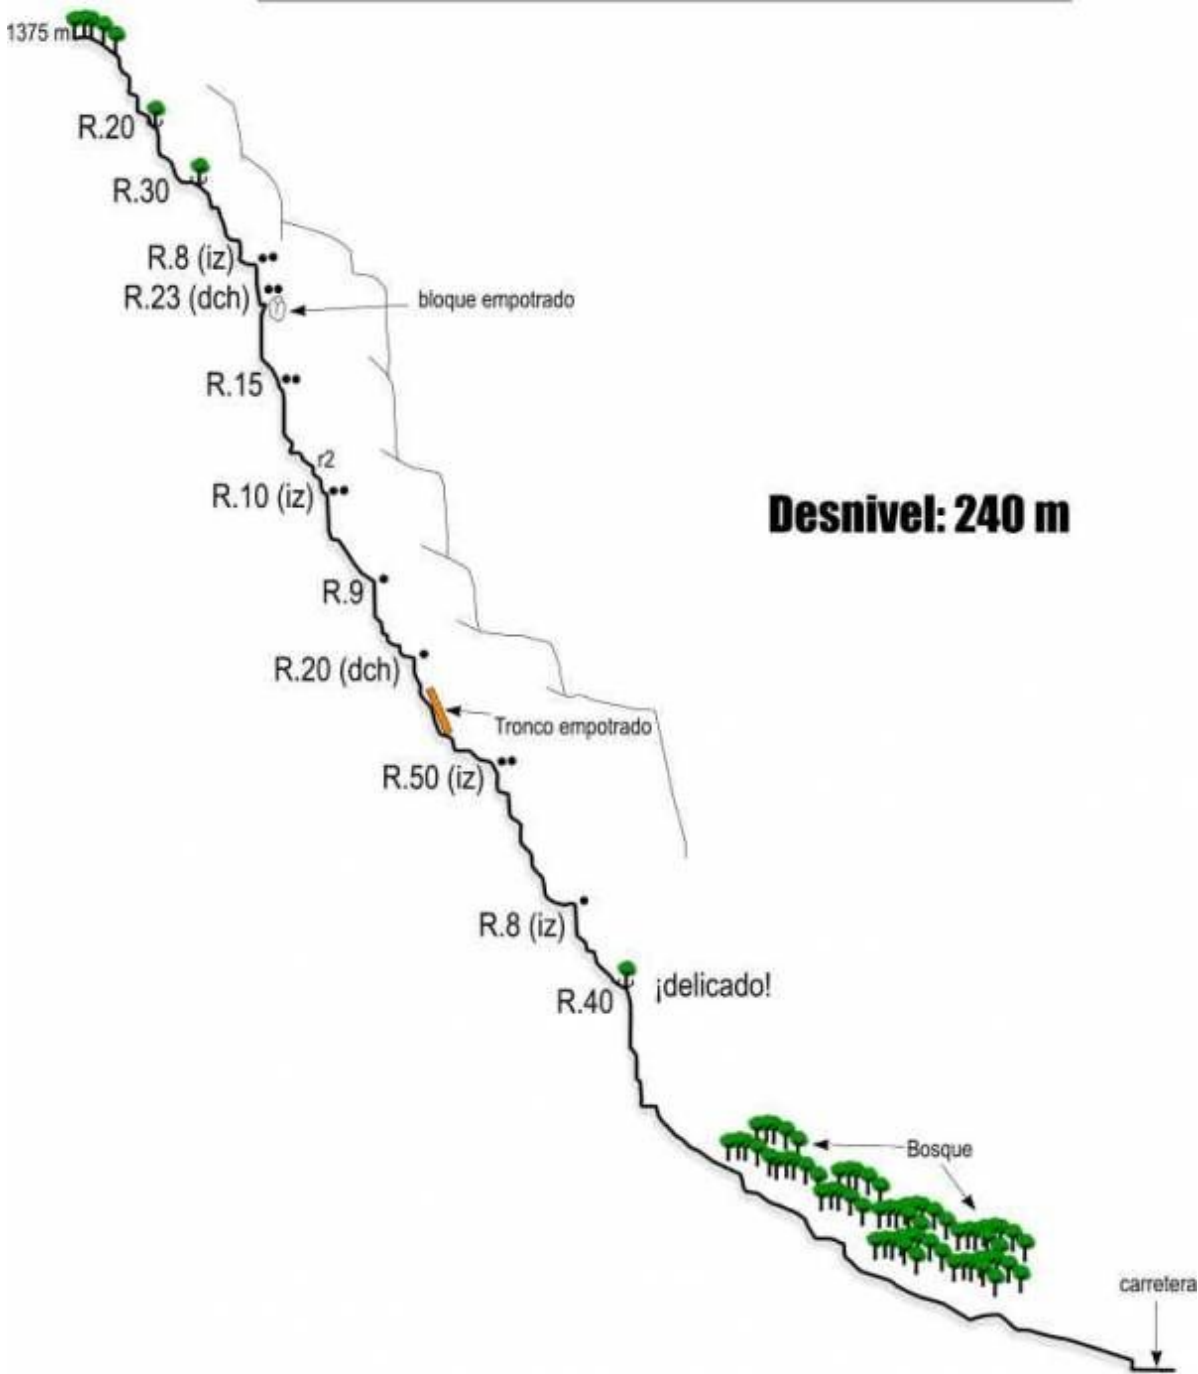 1375 m.
R.20
R.30
R.8 (iz)
R.23 (dch)
bloque empotrado
R.15
r2
R.10 (iz)
Desnivel: 240 m
R.9
R.20 (dch)
Tronco empotrado
R.50 (iz)
R.8 (iz)
R.40
¡delicado!
Bosque
carretera